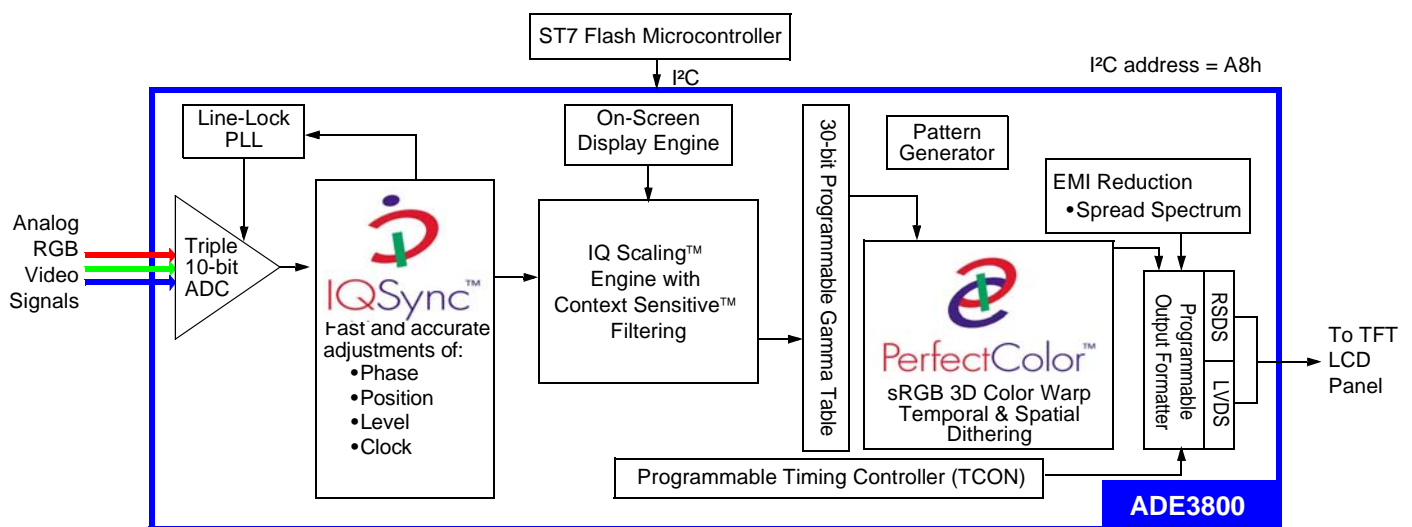 ST7 Flash Microcontroller
I²C
I²C address = A8h
Line-Lock
PLL
On-Screen
Display Engine
30-bit Programmable Gamma Table
Pattern
Generator
EMI Reduction
•Spread Spectrum
Analog
RGB
Video
Signals
Triple
10-bit
ADC
IQSync™
Fast and accurate
adjustments of:
•Phase
•Position
•Level
•Clock
IQ Scaling™
Engine with
Context Sensitive™
Filtering
PerfectColor™
sRGB 3D Color Warp
Temporal & Spatial
Dithering
Programmable
Output Formatter
RSDS
LVDS
To TFT
LCD
Panel
Programmable Timing Controller (TCON)
ADE3800